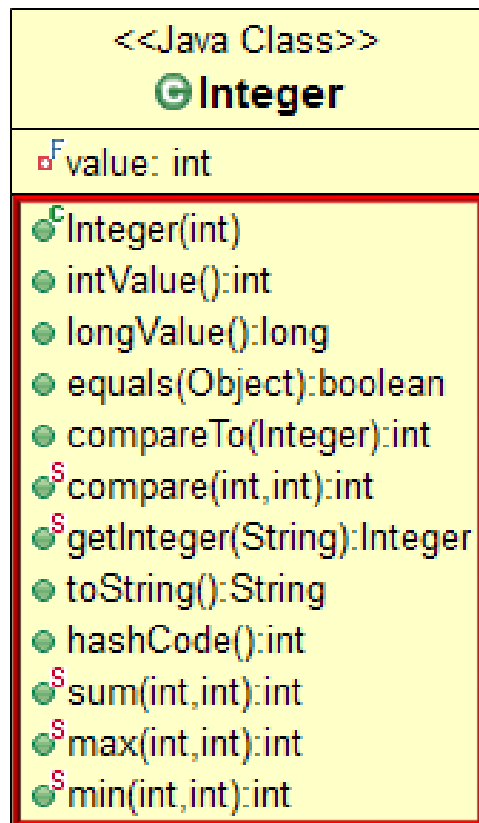 <<Java Class>>
C Integer
F value: int
C Integer(int)
intValue():int
longValue():long
equals(Object):boolean
compareTo(Integer):int
S compare(int,int):int
S getInteger(String):Integer
toString():String
hashCode():int
S sum(int,int):int
S max(int,int):int
S min(int,int):int